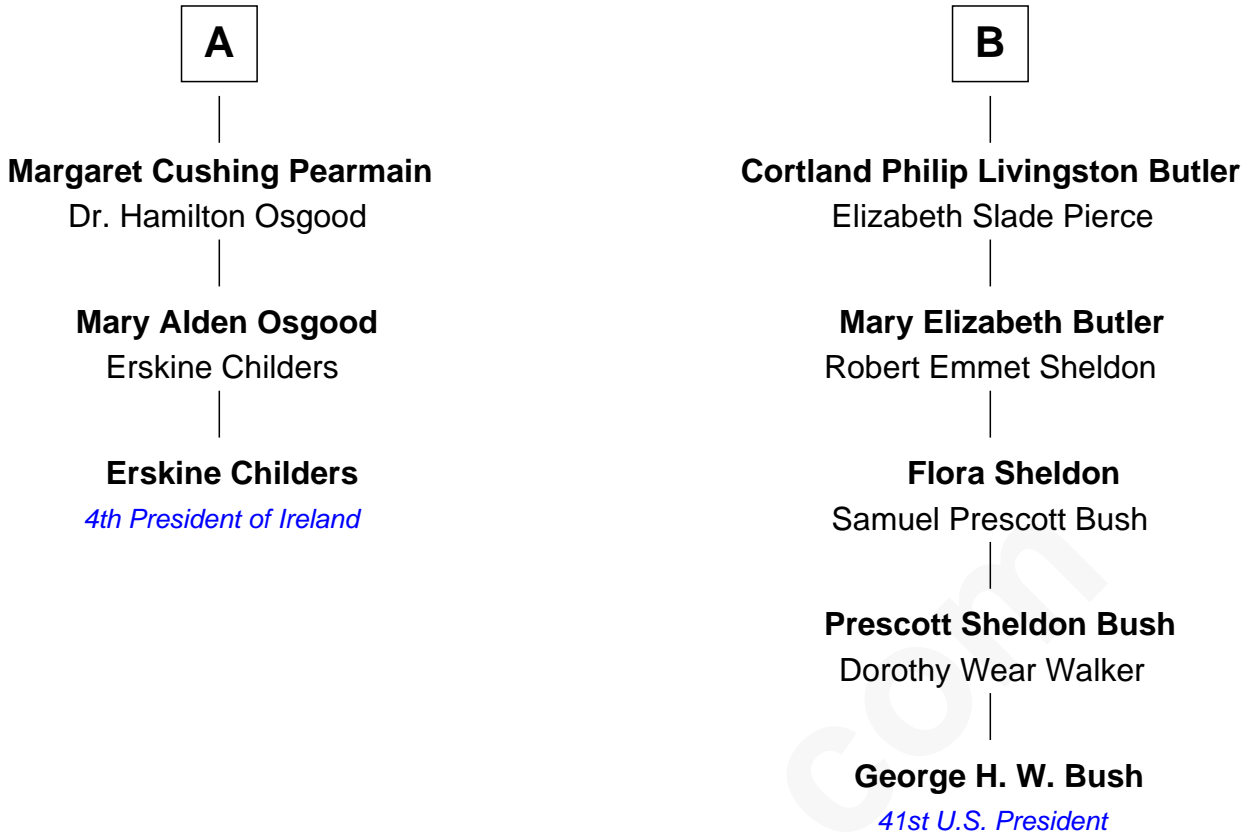 A
Margaret Cushing Pearmain
Dr. Hamilton Osgood
Mary Alden Osgood
Erskine Childers
Erskine Childers
4th President of Ireland
B
Cortland Philip Livingston Butler
Elizabeth Slade Pierce
Mary Elizabeth Butler
Robert Emmet Sheldon
Flora Sheldon
Samuel Prescott Bush
Prescott Sheldon Bush
Dorothy Wear Walker
George H. W. Bush
41st U.S. President
com